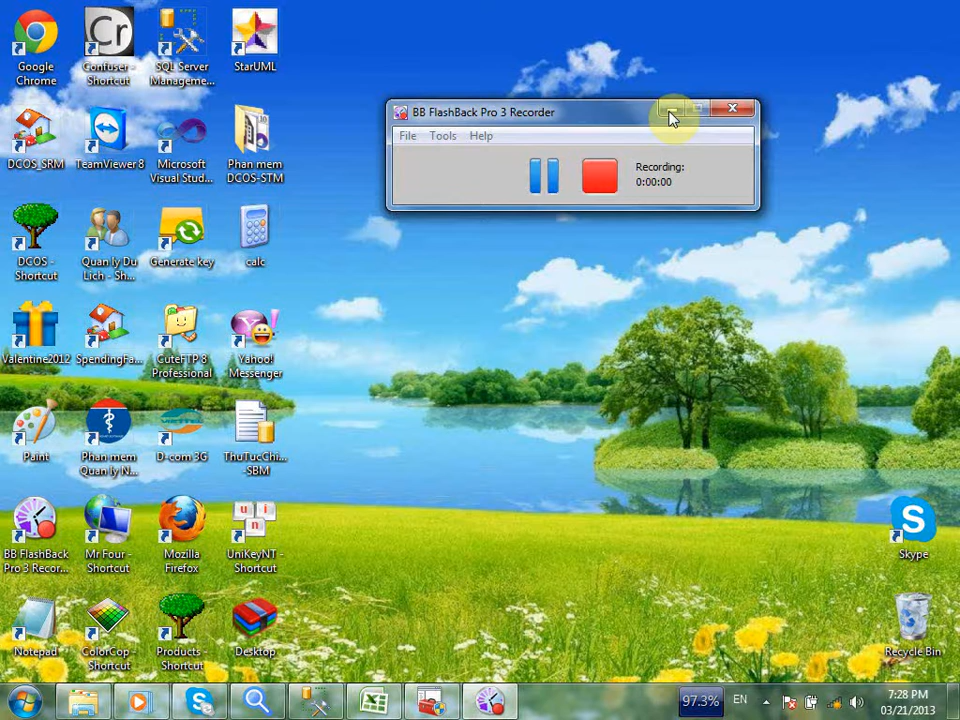 BB FlashBack Pro 3 Recorder
File Tools Help
Recording:
0:00:00
Google
Chrome
Cr
Confuser -
Shortcut
SQL Server
Manageme...
StarUML
DCOS_SRM
TeamViewer 8
Microsoft
Visual Stud...
Phan mem
DCOS-STM
DCOS -
Shortcut
Quan ly Du
Lich - Sh...
Generate key
calc
Valentine2012
SpendingFa...
CuteFTP 8
Professional
Yahoo!
Messenger
Paint
Phan mem
Quan ly N...
D-com 3G
ThuTucChi...
-SBM
BB FlashBack
Pro 3 Recor...
Mr Four -
Shortcut
Mozilla
Firefox
UniKeyNT -
Shortcut
Notepad
ColorCop -
Shortcut
Products -
Shortcut
Desktop
Skype
Recycle Bin
97.3%
EN
7:28 PM
03/21/2013